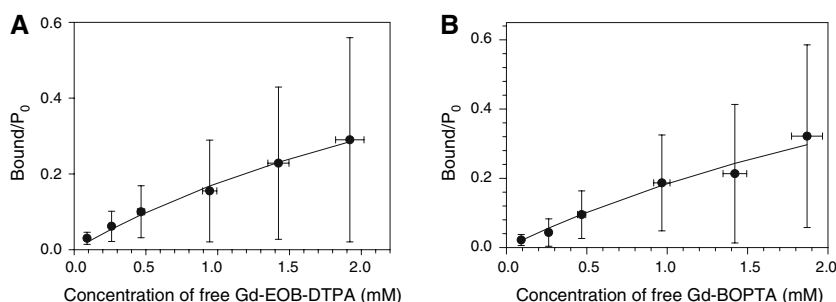 A
B
0.6
0.4
0.2
0.0
Bound/P0
0.0 0.5 1.0 1.5 2.0
Concentration of free Gd-EOB-DTPA (mM)
0.6
0.4
0.2
0.0
Bound/P0
0.0 0.5 1.0 1.5 2.0
Concentration of free Gd-BOPTA (mM)